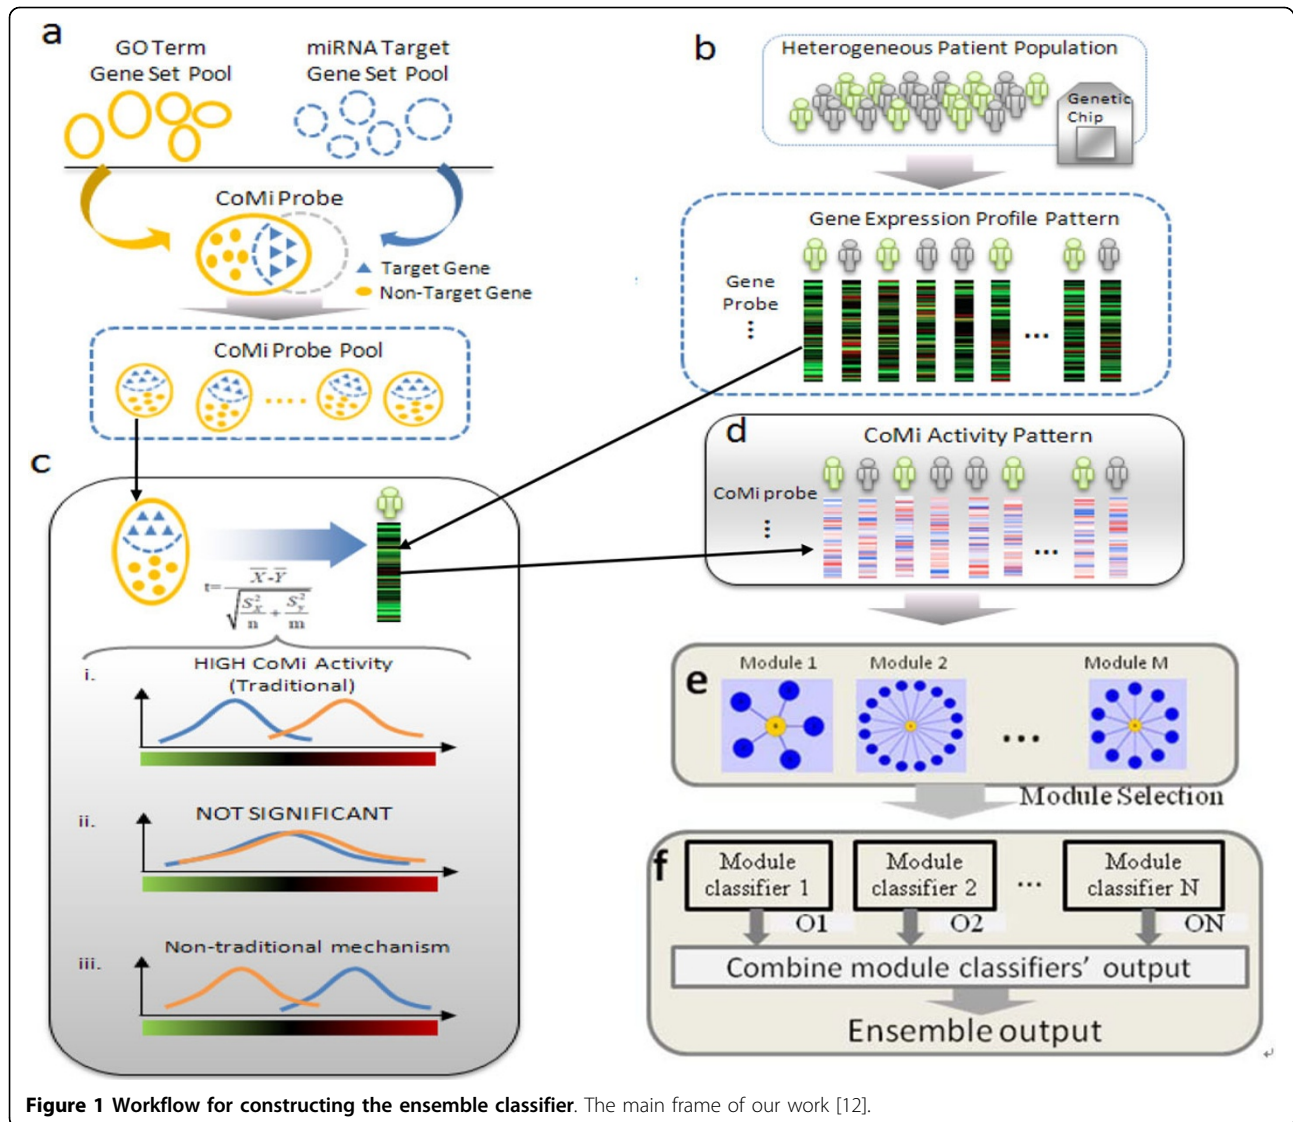 a
GO Term
Gene Set Pool
miRNA Target
Gene Set Pool
CoMi Probe
Target Gene
Non-Target Gene
CoMi Probe Pool
b
Heterogeneous Patient Population
Genetic
Chip
Gene Expression Profile Pattern
Gene
Probe
...
...
c
t= X̄-Ȳ / √(S²x/n + S²y/m)
i.
HIGH CoMi Activity
(Traditional)
ii.
NOT SIGNIFICANT
iii.
Non-traditional mechanism
d
CoMi Activity Pattern
CoMi probe
...
...
e
Module 1
Module 2
Module M
...
Module Selection
f
Module
classifier 1
Module
classifier 2
...
Module
classifier N
O1
O2
ON
Combine module classifiers' output
Ensemble output
Figure 1 Workflow for constructing the ensemble classifier. The main frame of our work [12].